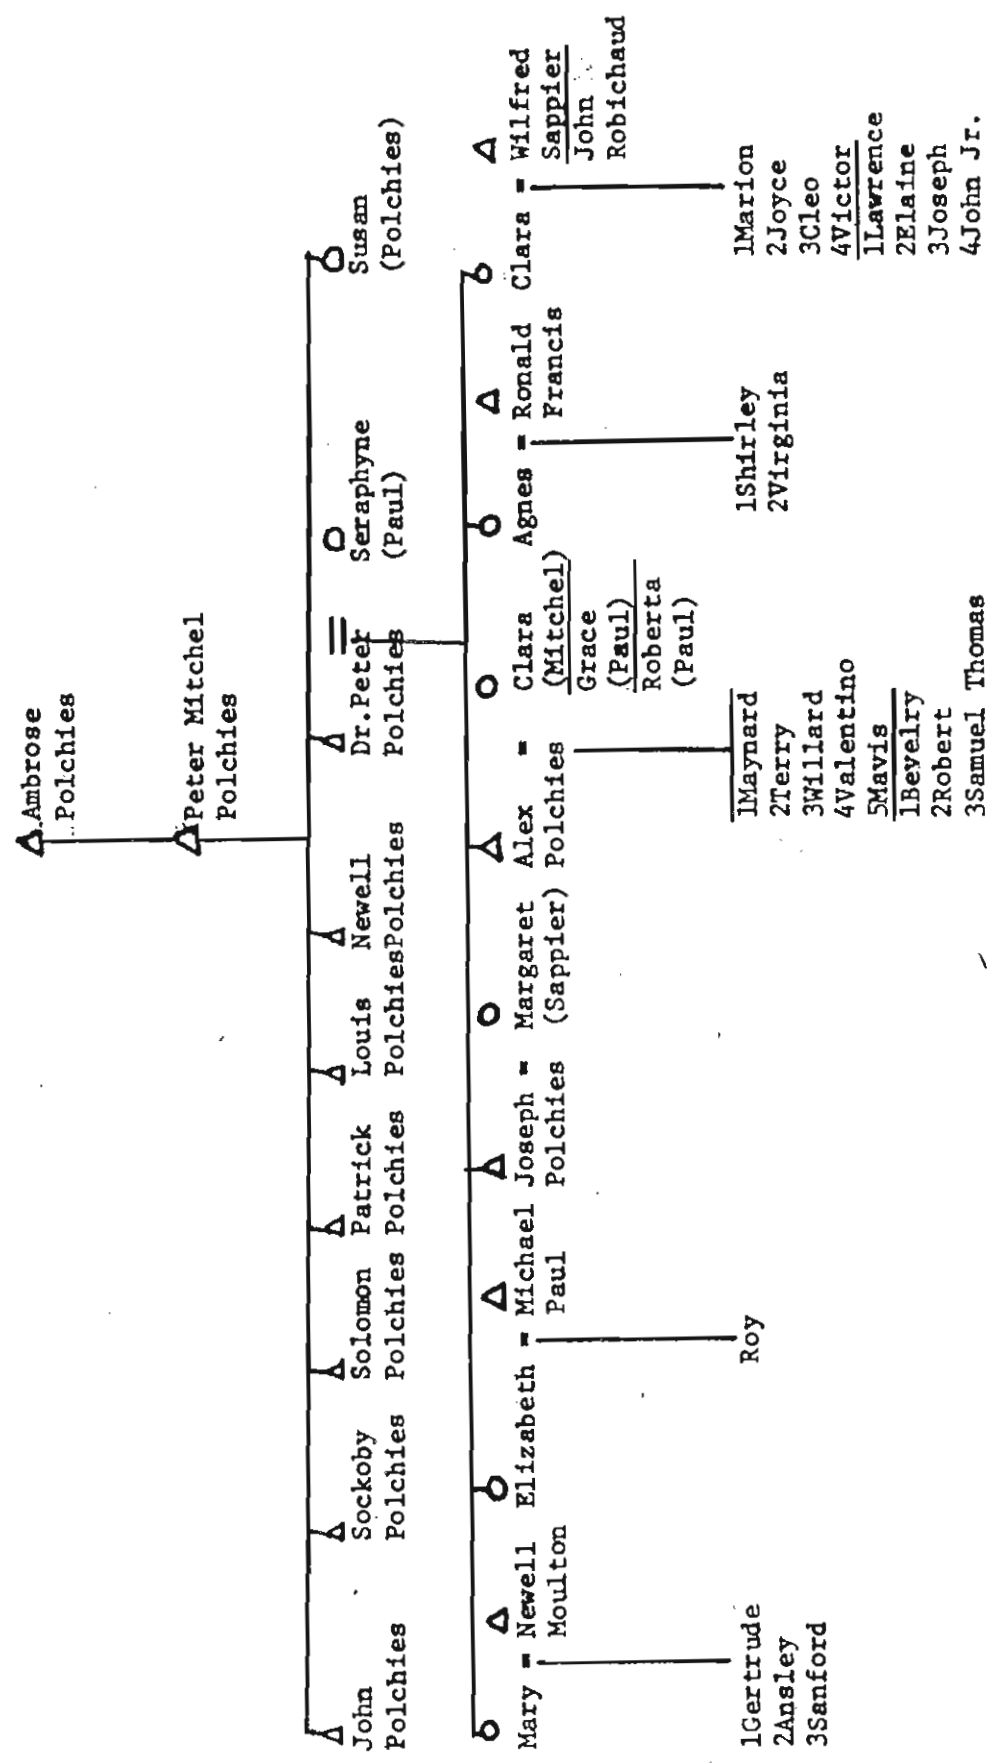 Ambrose
Polchies
Peter Mitchel
Polchies
John
Polchies
Sockoby
Polchies
Solomon
Polchies
Patrick
Polchies
Louis
Polchies
Newell
Polchies
Dr.Peter
Polchies
Seraphyne
(Paul)
Susan
(Polchies)
Mary = Newell
Moulton
Elizabeth = Michael
Paul
Joseph = Margaret
Polchies (Sappier)
Alex = Clara
Polchies (Mitchel)
Grace
(Paul)
Roberta
(Paul)
Agnes = Ronald
Francis
Clara = Wilfred
Sappier
John
Robichaud
1Gertrude
2Ansley
3Sanford
Roy
1Maynard
2Terry
3Willard
4Valentino
5Mavis
1Bevelry
2Robert
3Samuel Thomas
1Shirley
2Virginia
1Marion
2Joyce
3Cleo
4Victor
1Lawrence
2Elaine
3Joseph
4John Jr.